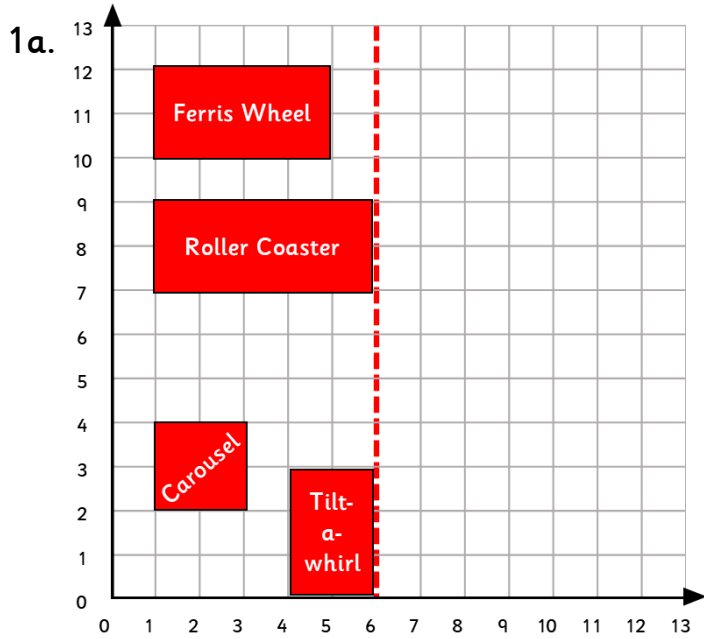 1a.
13
12
11
10
9
8
7
6
5
4
3
2
1
0
Ferris Wheel
Roller Coaster
Carousel
Tilt-
a-
whirl
0 1 2 3 4 5 6 7 8 9 10 11 12 13